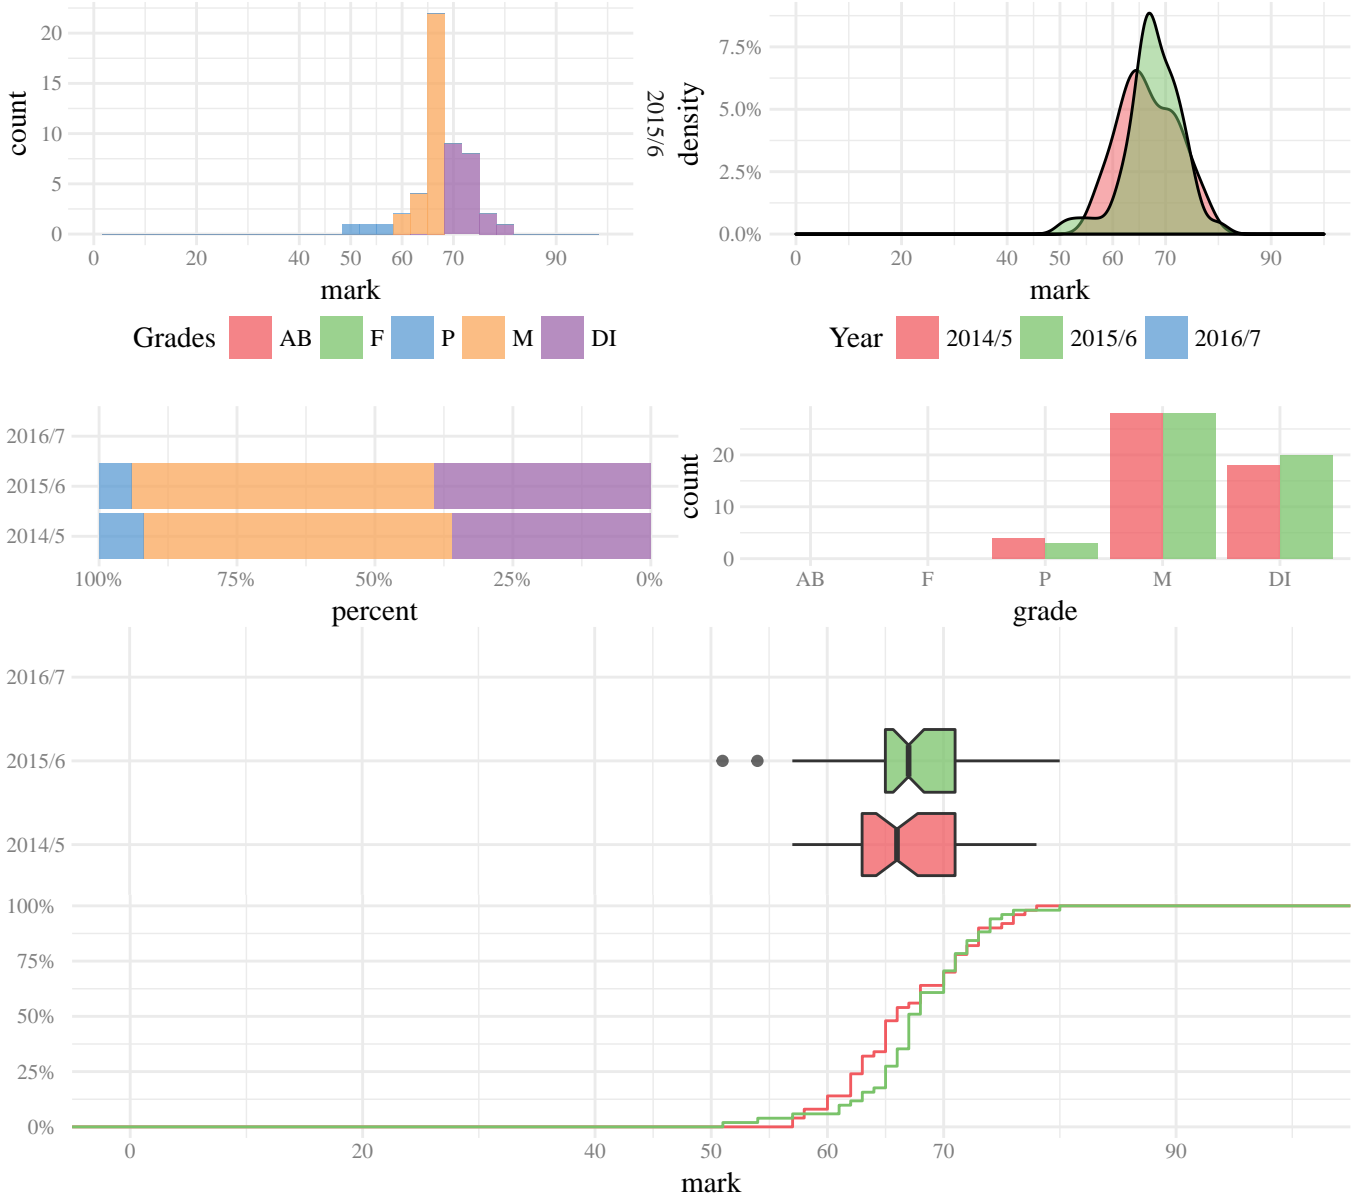 20
15
10
5
0
count
0 20 40 50 60 70 90
mark
2015/6
7.5%
5.0%
2.5%
0.0%
density
0 20 40 50 60 70 90
mark
Grades AB F P M DI
Year 2014/5 2015/6 2016/7
2016/7
2015/6
2014/5
100% 75% 50% 25% 0%
percent
20
10
0
count
AB F P M DI
grade
2016/7
2015/6
2014/5
100%
75%
50%
25%
0%
0 20 40 50 60 70 90
mark